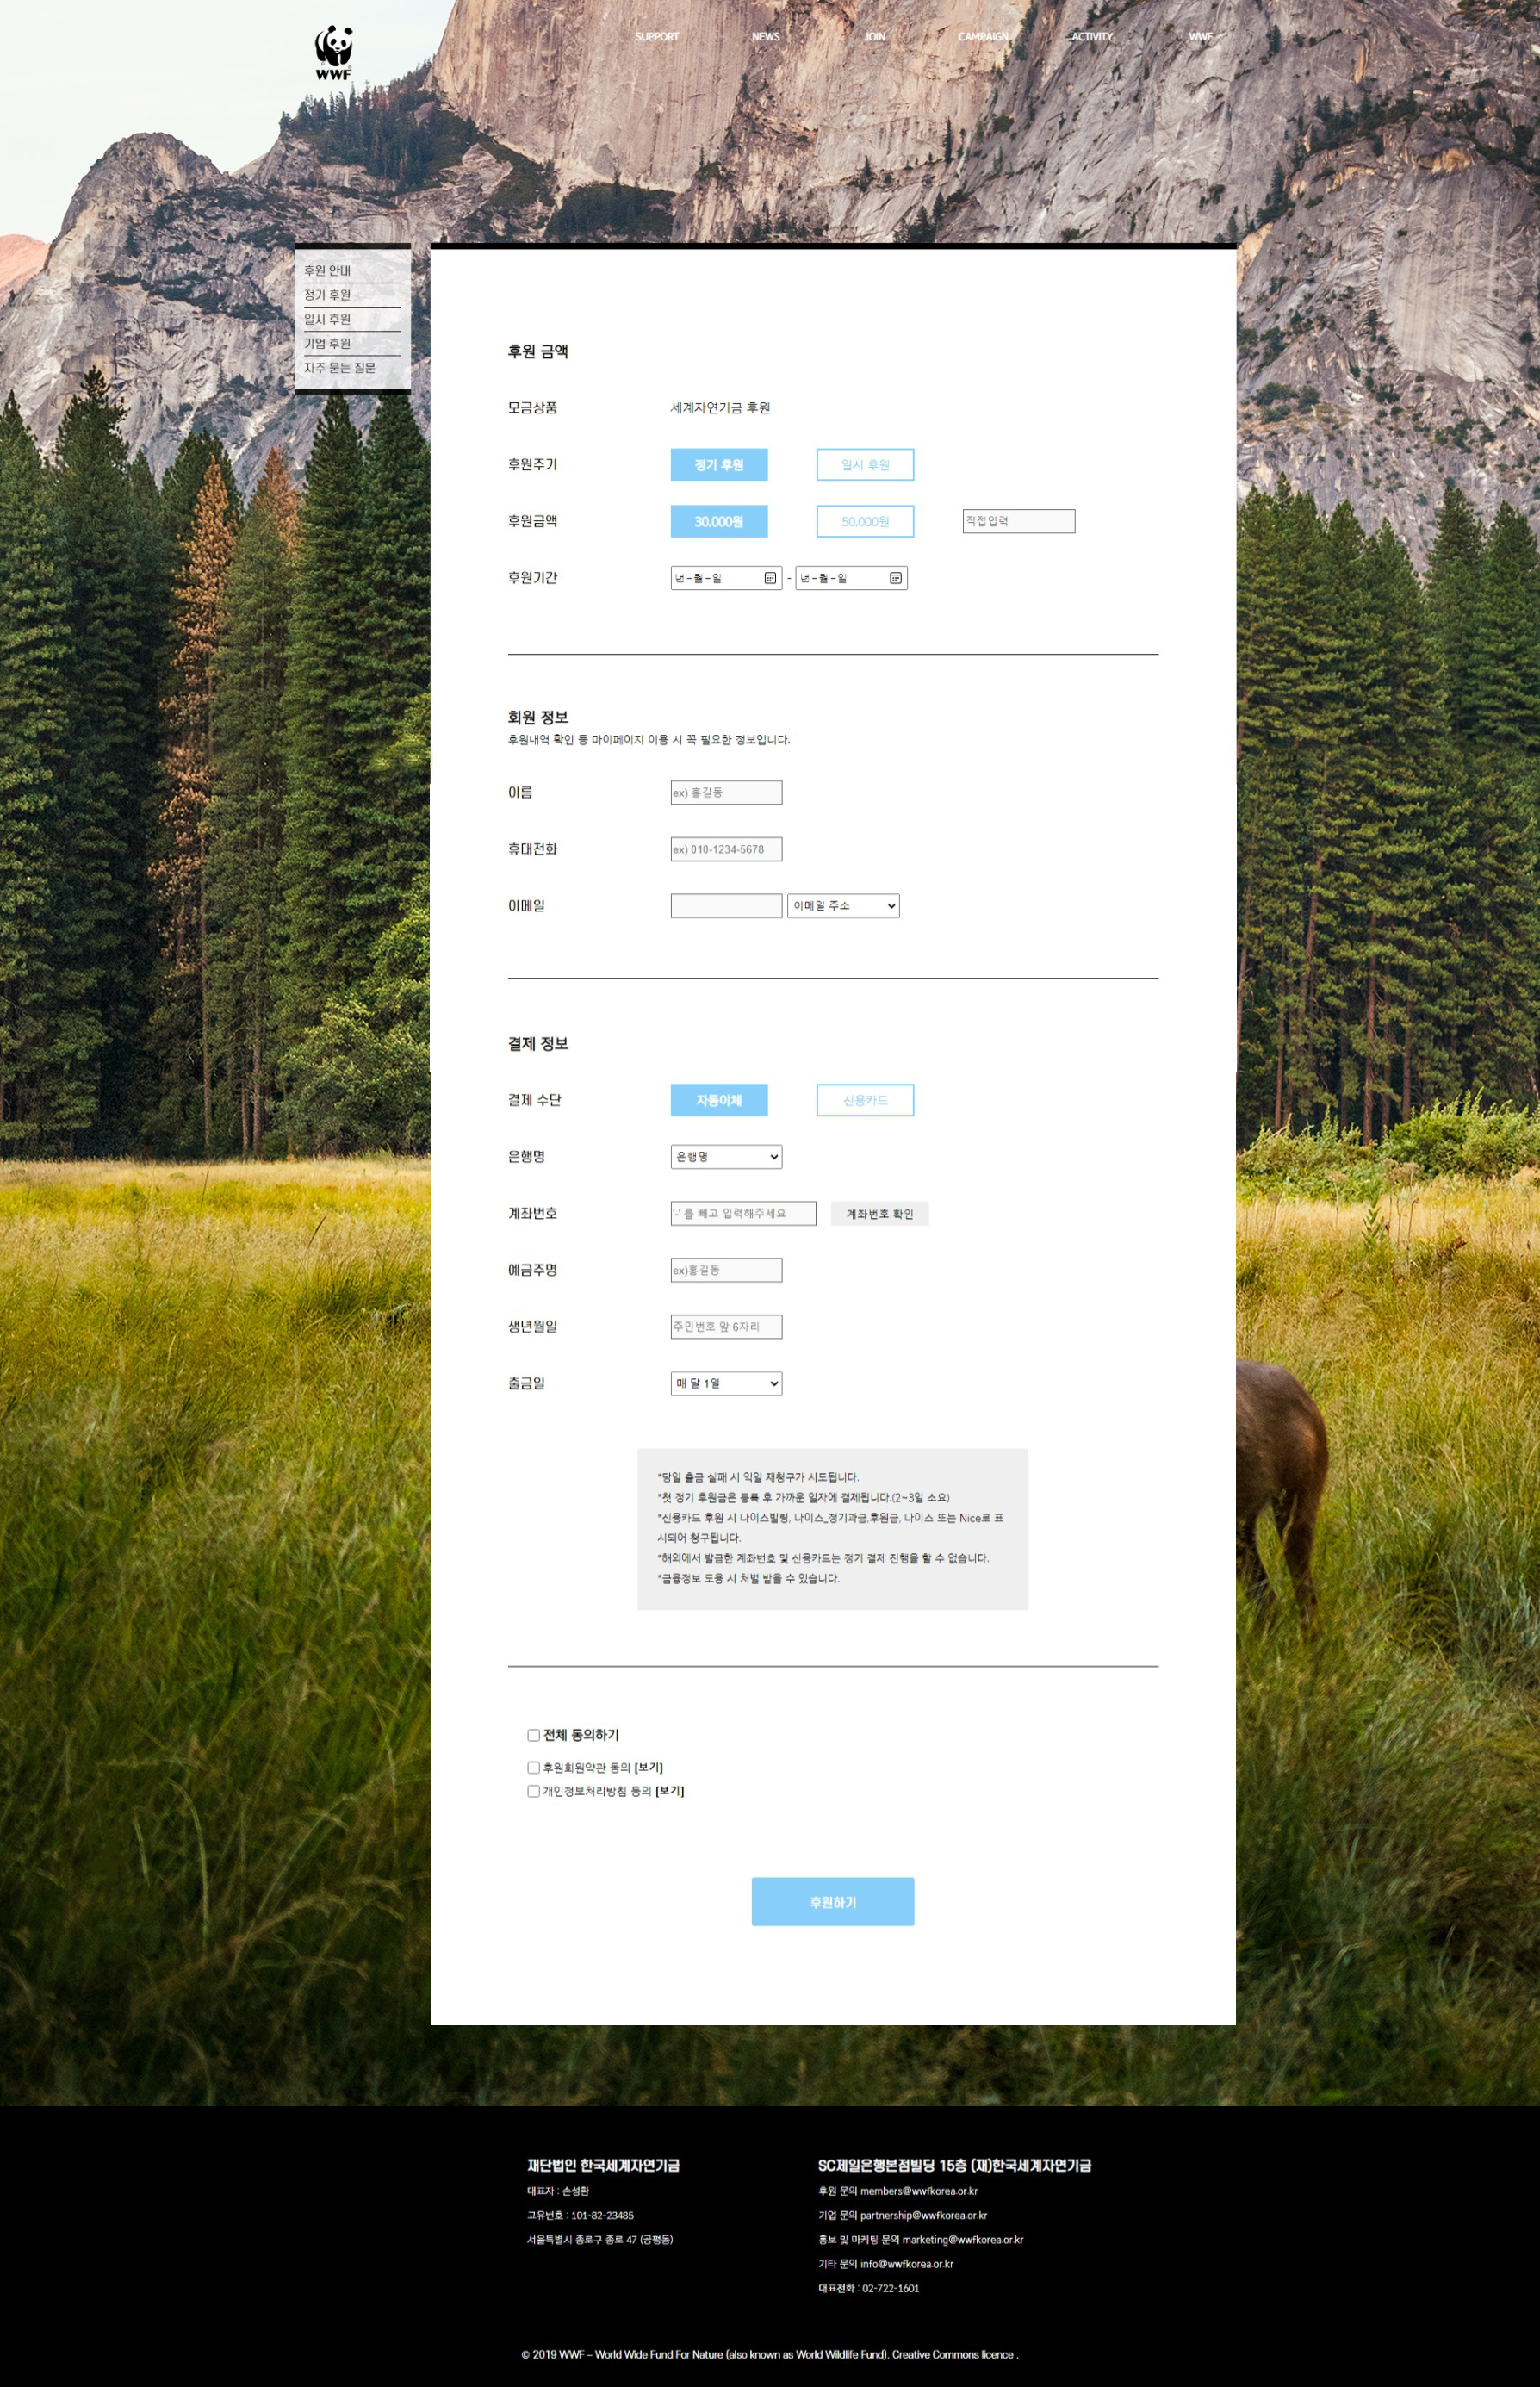 WWF
SUPPORT NEWS JOIN CAMPAIGN ACTIVITY WWF
후원 안내
정기 후원
일시 후원
기업 후원
자주 묻는 질문
후원 금액
모금상품 세계자연기금 후원
후원주기 정기 후원 일시 후원
후원금액 30,000원 50,000원 직접입력
후원기간 년-월-일 - 년-월-일
회원 정보
후원내역 확인 등 마이페이지 이용 시 꼭 필요한 정보입니다.
이름 ex) 홍길동
휴대전화 ex) 010-1234-5678
이메일 이메일 주소
결제 정보
결제 수단 자동이체 신용카드
은행명 은행명
계좌번호 '-' 를 빼고 입력해주세요 계좌번호 확인
예금주명 ex)홍길동
생년월일 주민번호 앞 6자리
출금일 매 달 1일
*당일 출금 실패 시 익일 재청구가 시도됩니다.
*첫 정기 후원금은 등록 후 가까운 일자에 결제됩니다.(2~3일 소요)
*신용카드 후원 시 나이스빌링, 나이스_정기과금,후원금, 나이스 또는 Nice로 표
시되어 청구됩니다.
*해외에서 발급한 계좌번호 및 신용카드는 정기 결제 진행을 할 수 없습니다.
*금융정보 도용 시 처벌 받을 수 있습니다.
전체 동의하기
후원회원약관 동의 [보기]
개인정보처리방침 동의 [보기]
후원하기
재단법인 한국세계자연기금
대표자 : 손성환
고유번호 : 101-82-23485
서울특별시 종로구 종로 47 (공평동)
SC제일은행본점빌딩 15층 (재)한국세계자연기금
후원 문의 members@wwfkorea.or.kr
기업 문의 partnership@wwfkorea.or.kr
홍보 및 마케팅 문의 marketing@wwfkorea.or.kr
기타 문의 info@wwfkorea.or.kr
대표전화 : 02-722-1601
© 2019 WWF – World Wide Fund For Nature (also known as World Wildlife Fund). Creative Commons licence .